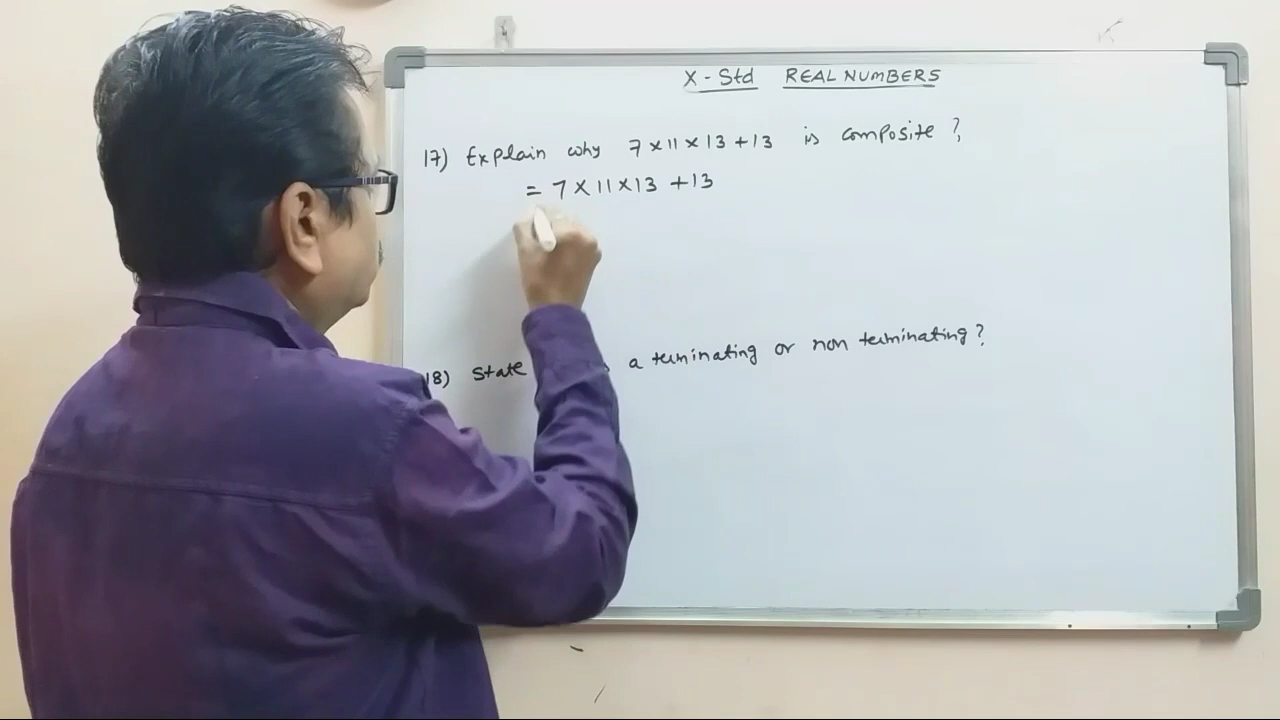 X - Std REAL NUMBERS
17) Explain why 7 × 11 × 13 + 13 is composite ?
= 7 × 11 × 13 + 13
18) State a terminating or non terminating ?